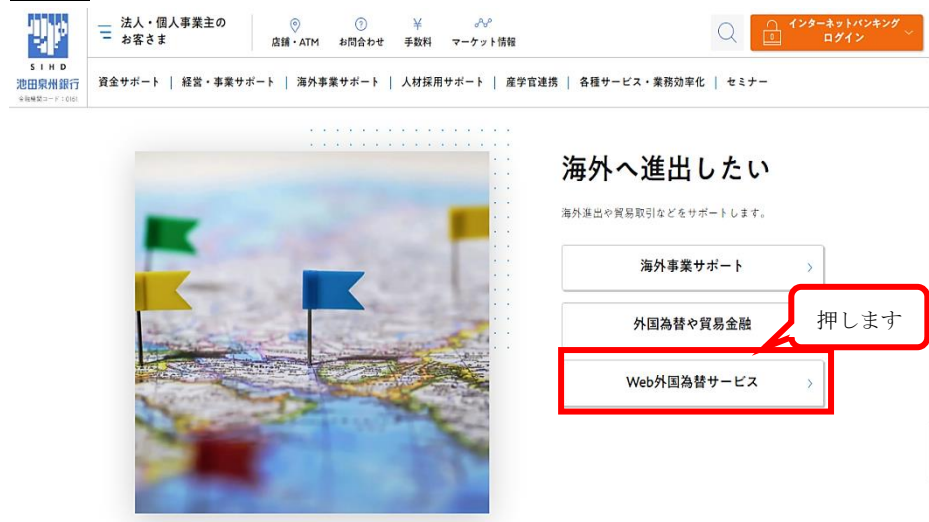 SIHD
池田泉州銀行
金融機関コード:0161
法人・個人事業主の
お客さま
店舗・ATM
お問合わせ
手数料
マーケット情報
インターネットバンキング
ログイン
資金サポート | 経営・事業サポート | 海外事業サポート | 人材採用サポート | 産学官連携 | 各種サービス・業務効率化 | セミナー
海外へ進出したい
海外進出や貿易取引などをサポートします。
海外事業サポート
外国為替や貿易金融
押します
Web外国為替サービス